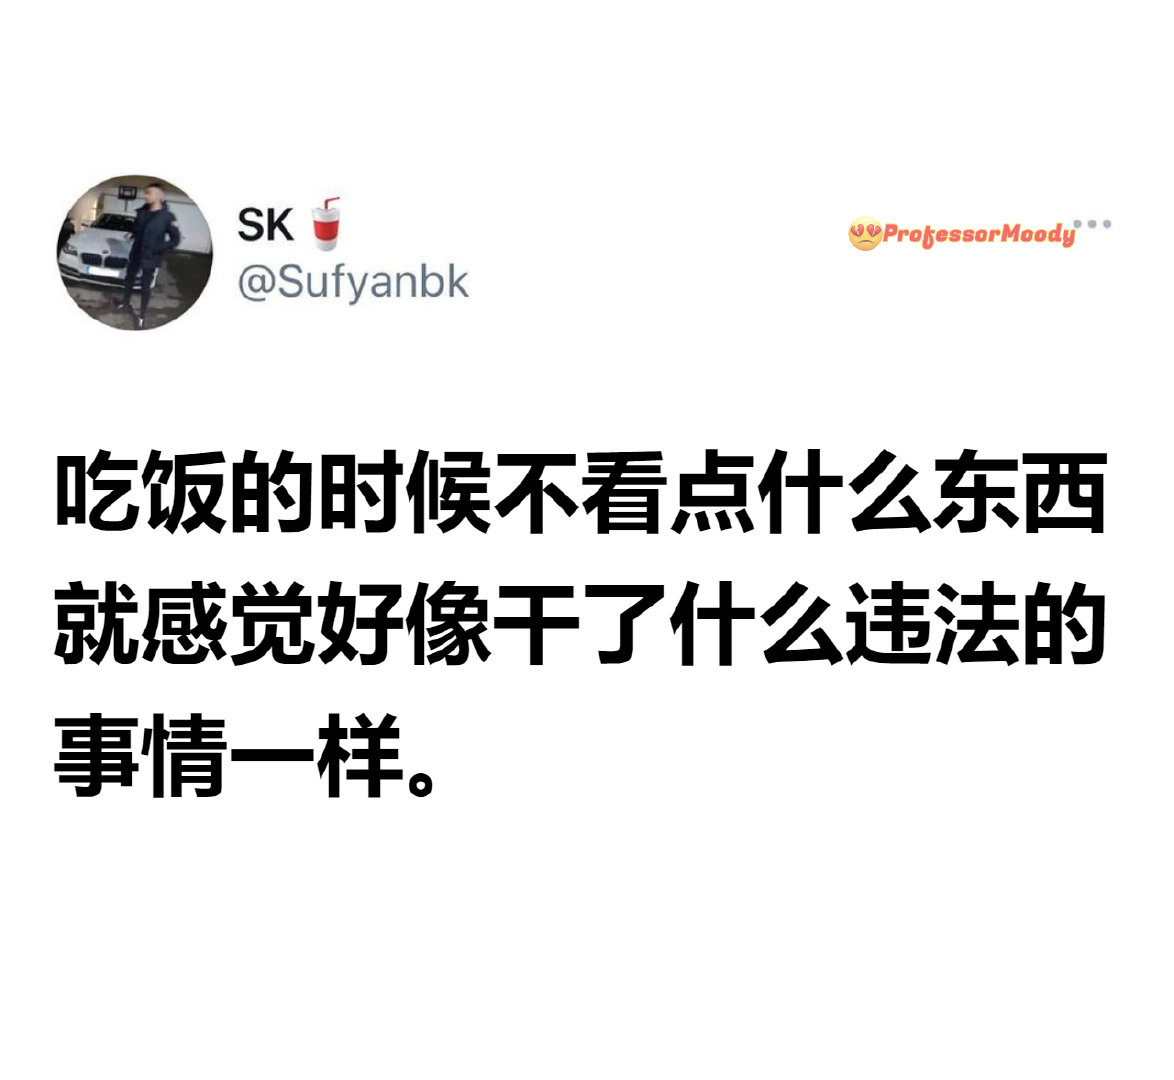 SK
ProfessorMoody
@Sufyanbk
吃饭的时候不看点什么东西
就感觉好像干了什么违法的
事情一样。